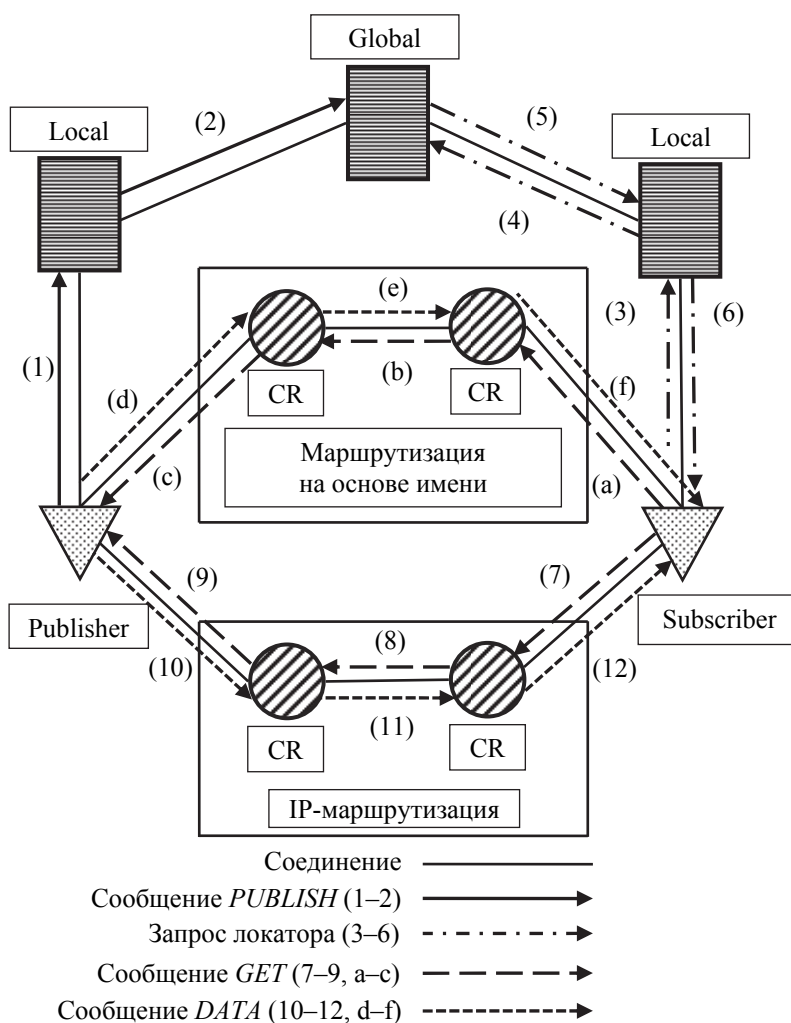 Global
(2)
(5)
Local
Local
(4)
(e)
(3)
(6)
(1)
(b)
(d)
(f)
CR
CR
(c)
Маршрутизация
на основе имени
(a)
(9)
(7)
Publisher
(8)
Subscriber
(10)
(12)
(11)
CR
CR
IP-маршрутизация
Соединение
Сообщение PUBLISH (1–2)
Запрос локатора (3–6)
Сообщение GET (7–9, a–c)
Сообщение DATA (10–12, d–f)